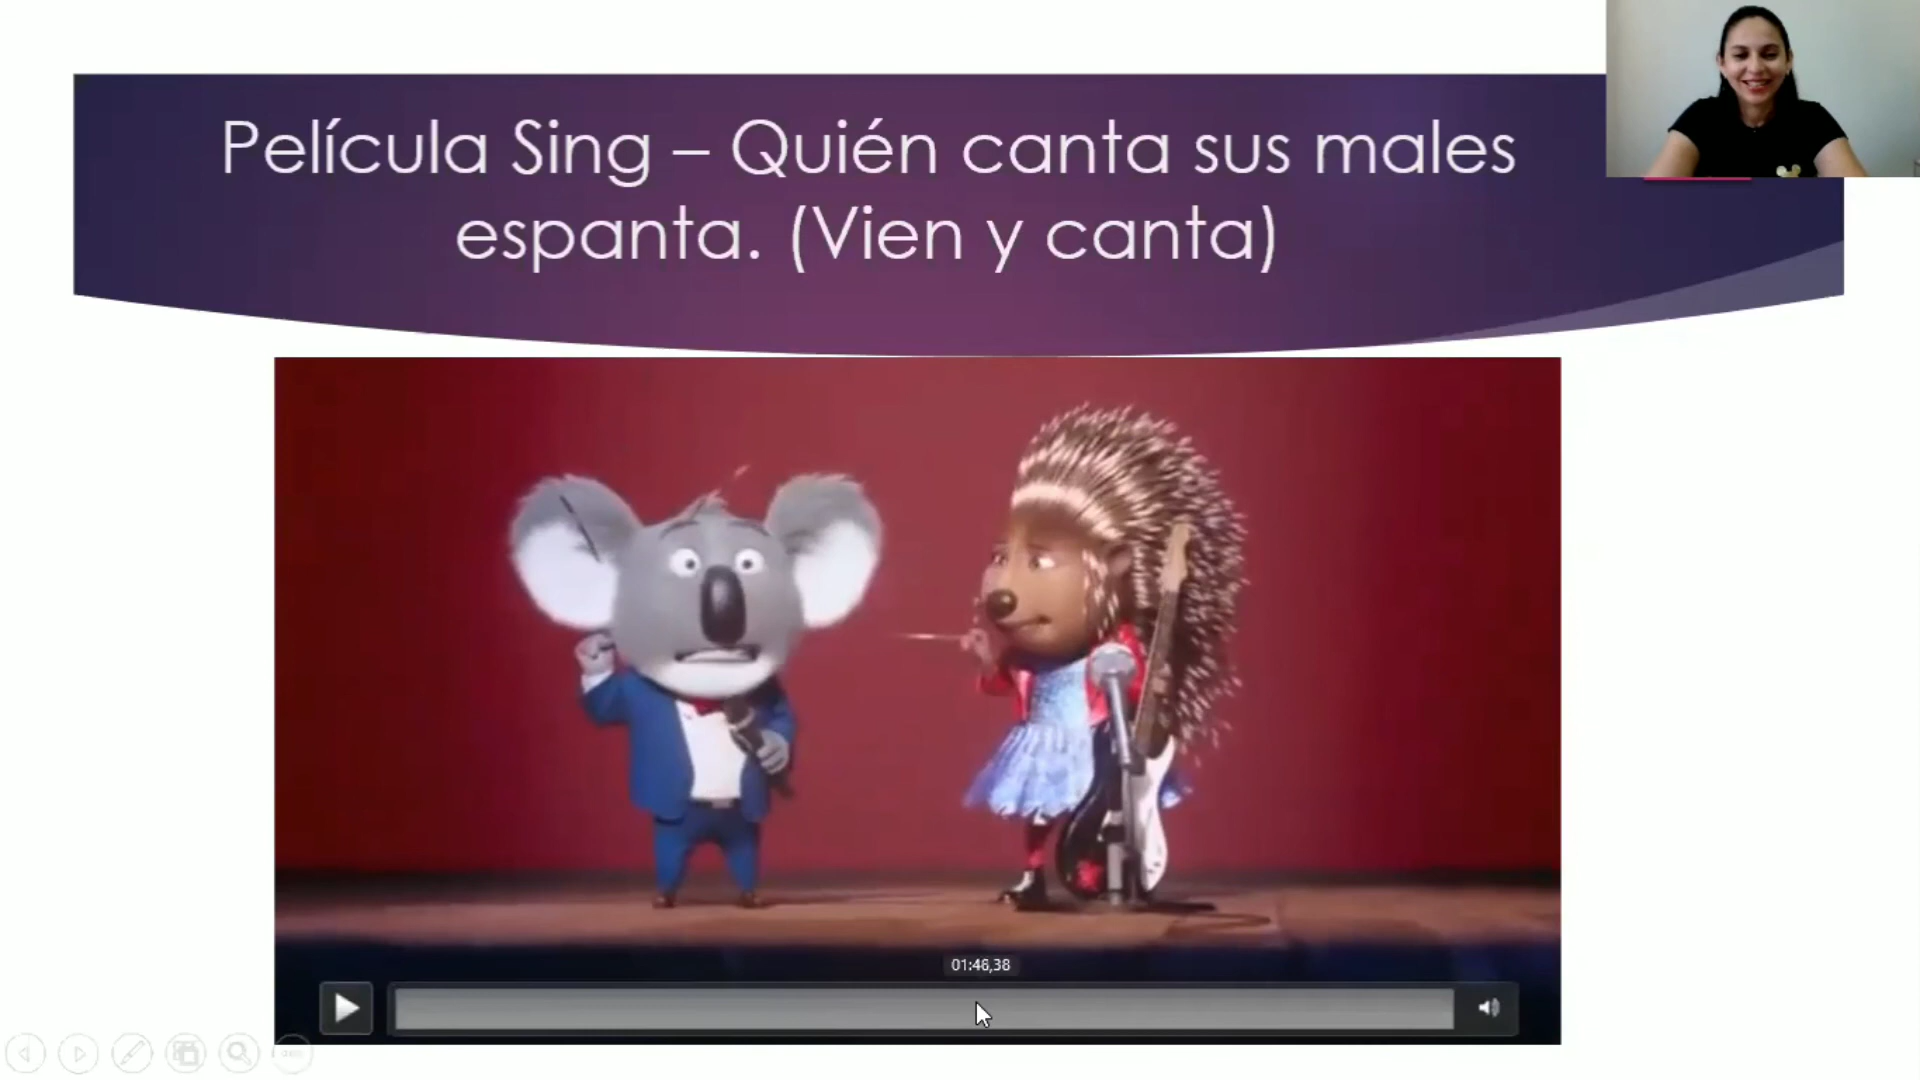 Película Sing – Quién canta sus males
espanta. (Vien y canta)
01:46,38